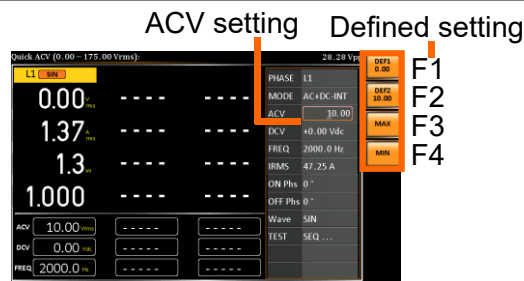 ACV setting Defined setting
Quick ACV (0.00 ~ 175.00 Vrms): 28.28 Vpp
DEF1 0.00 F1
DEF2 10.00 F2
MAX F3
MIN F4
L1 SIN
0.00 V rms - - - - - - - -
1.37 A rms - - - - - - - -
1.3 W - - - - - - - -
1.000 - - - - - - - -
ACV 10.00 Vrms - - - - - - - - - -
DCV 0.00 Vdc - - - - - - - - - -
FREQ 2000.0 Hz - - - - - - - - - -
PHASE L1
MODE AC+DC-INT
ACV 10.00
DCV +0.00 Vdc
FREQ 2000.0 Hz
IRMS 47.25 A
ON Phs 0 °
OFF Phs 0 °
Wave SIN
TEST SEQ ...